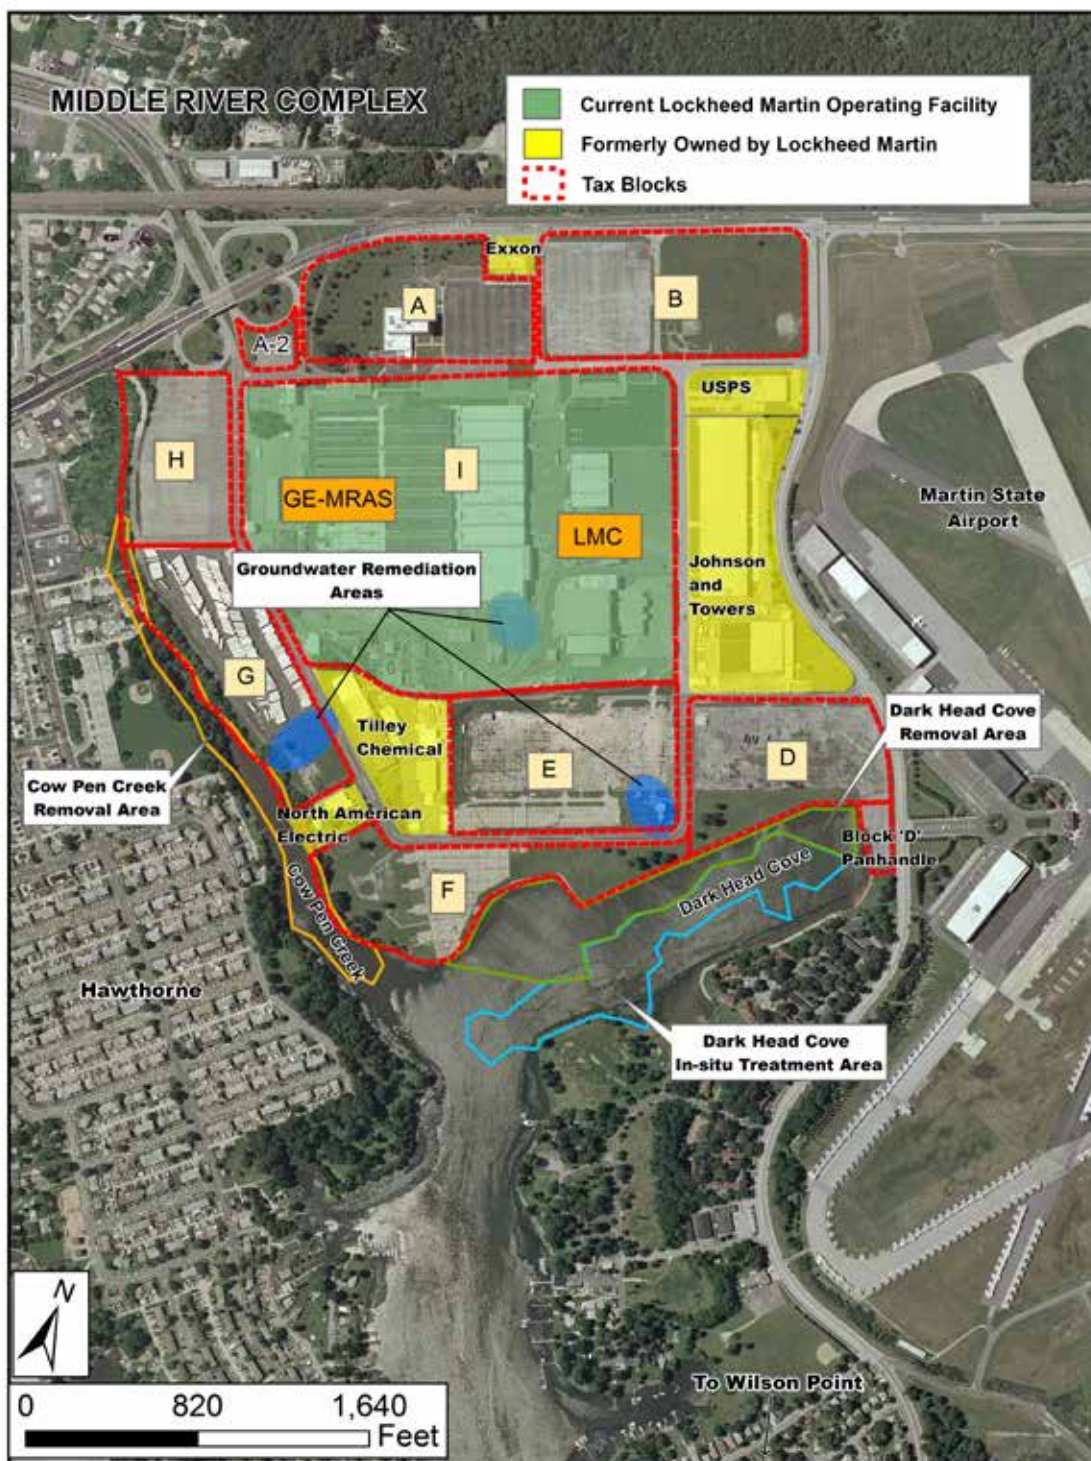 MIDDLE RIVER COMPLEX
Current Lockheed Martin Operating Facility
Formerly Owned by Lockheed Martin
Tax Blocks
Exxon
A
B
A-2
USPS
H
I
GE-MRAS
LMC
Martin State
Airport
Groundwater Remediation
Areas
Johnson
and
Towers
G
Tilley
Chemical
E
D
Dark Head Cove
Removal Area
Cow Pen Creek
Removal Area
North American
Electric
Block 'D'
Panhandle
F
Dark Head Cove
Cow Pen Creek
Hawthorne
Dark Head Cove
In-situ Treatment Area
N
To Wilson Point
0 820 1,640
Feet